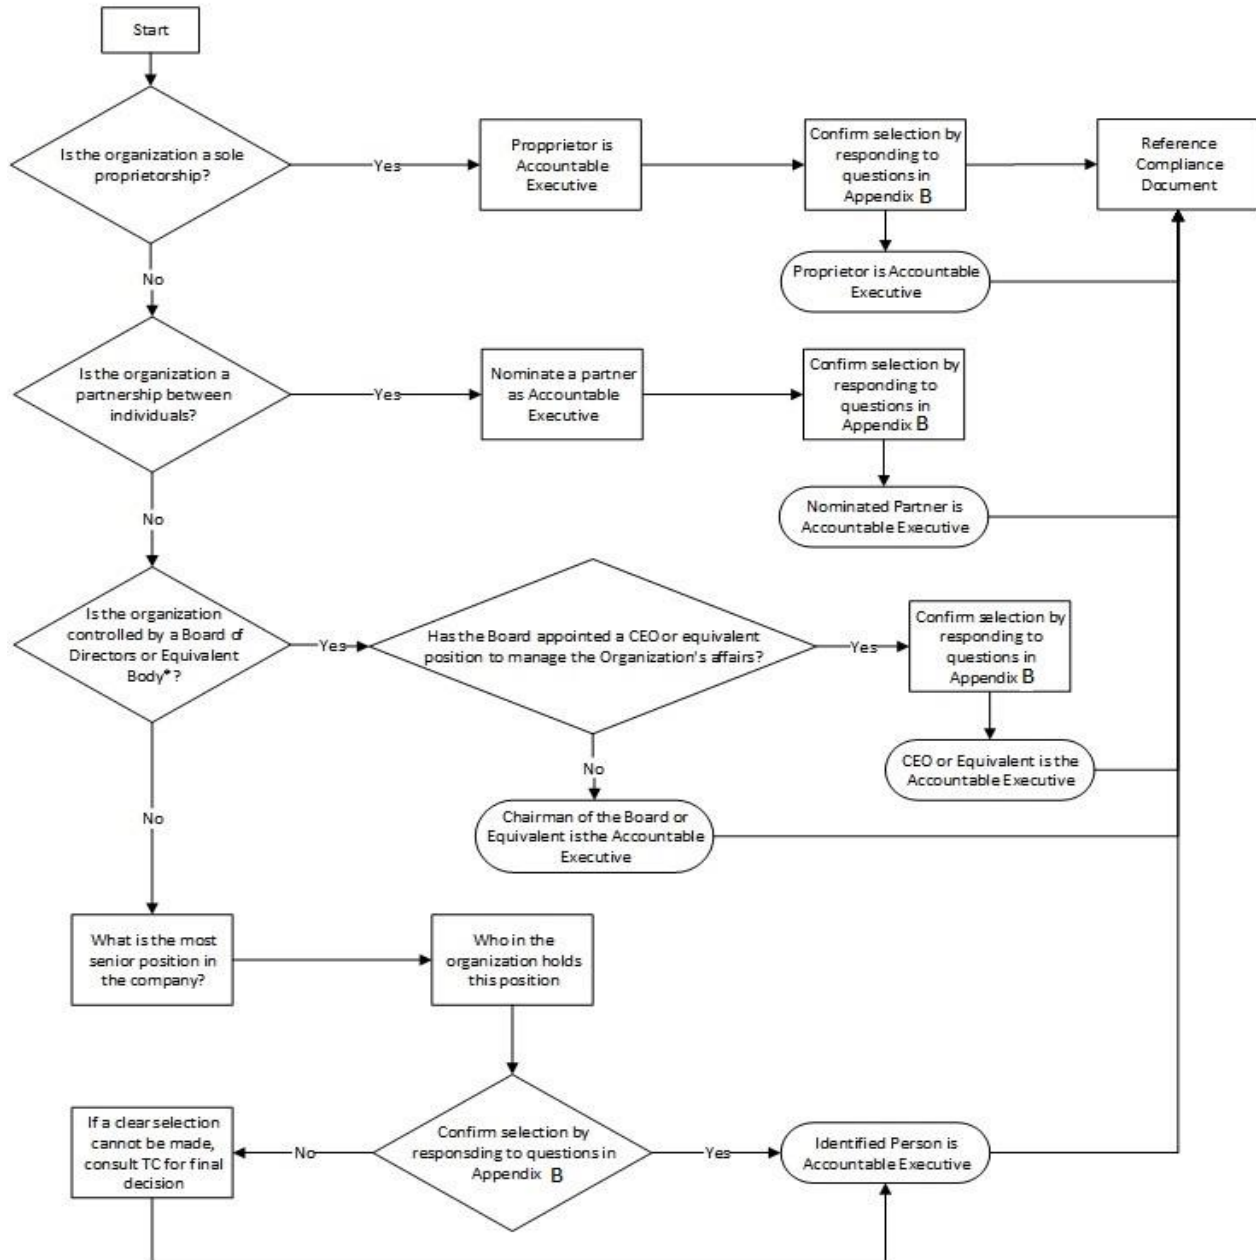 Start
Is the organization a sole
proprietorship?
Yes
Propprietor is
Accountable
Executive
Confirm selection by
responding to
questions in
Appendix B
Reference
Compliance
Document
Proprietor is Accountable
Executive
No
Is the organization a
partnership between
individuals?
Yes
Nominate a partner
as Accountable
Executive
Confirm selection by
responding to
questions in
Appendix B
Nominated Partner is
Accountable Executive
No
Is the organization
controlled by a Board of
Directors or Equivalent
Body*?
Yes
Has the Board appointed a CEO or equivalent
position to manage the Organization's affairs?
Yes
Confirm selection by
responding to
questions in
Appendix B
CEO or Equivalent is the
Accountable Executive
No
Chairman of the Board or
Equivalent is the Accountable
Executive
No
What is the most
senior position in
the company?
Who in the
organization holds
this position
Confirm selection by
responsding to questions in
Appendix B
No
If a clear selection
cannot be made,
consult TC for final
decision
Yes
Identified Person is
Accountable Executive